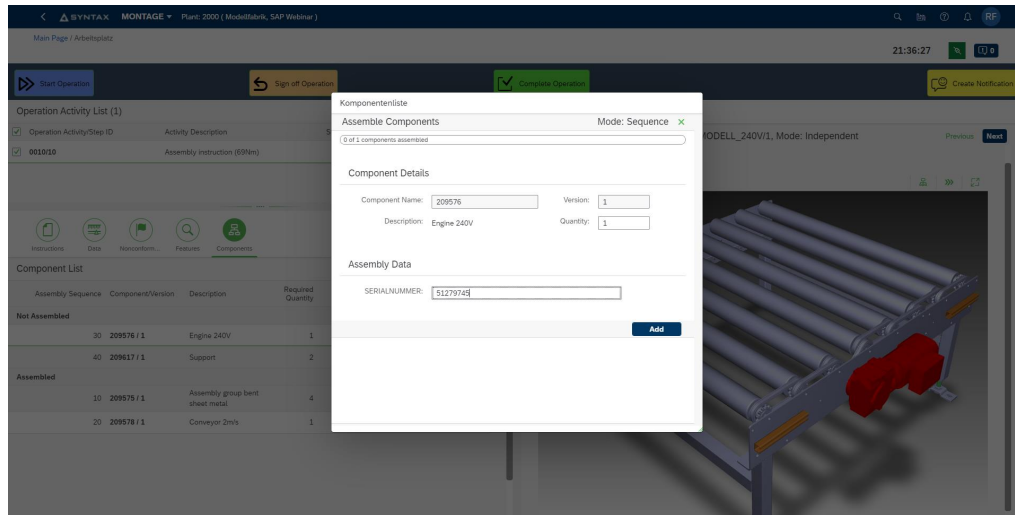 SYNTAX MONTAGE Plant: 2000 ( Modellfabrik, SAP Webinar ) RF
Main Page / Arbeitsplatz
21:36:27 0
Start Operation Sign off Operation Complete Operation Create Notification
Operation Activity List (1)
Operation Activity/Step ID Activity Description S
0010/10 Assembly instruction (69Nm)
MODELL_240V/1, Mode: Independent Previous Next
Komponentenliste
Assemble Components Mode: Sequence
0 of 1 components assembled
Component Details
Component Name: 209576 Version: 1
Description: Engine 240V Quantity: 1
Assembly Data
SERIALNUMMER: 51279745
Add
Instructions Data Nonconform... Features Components
Component List
Assembly Sequence Component/Version Description Required Quantity
Not Assembled
30 209576 / 1 Engine 240V 1
40 209617 / 1 Support 2
Assembled
10 209575 / 1 Assembly group bent sheet metal 4
20 209578 / 1 Conveyor 2m/s 1